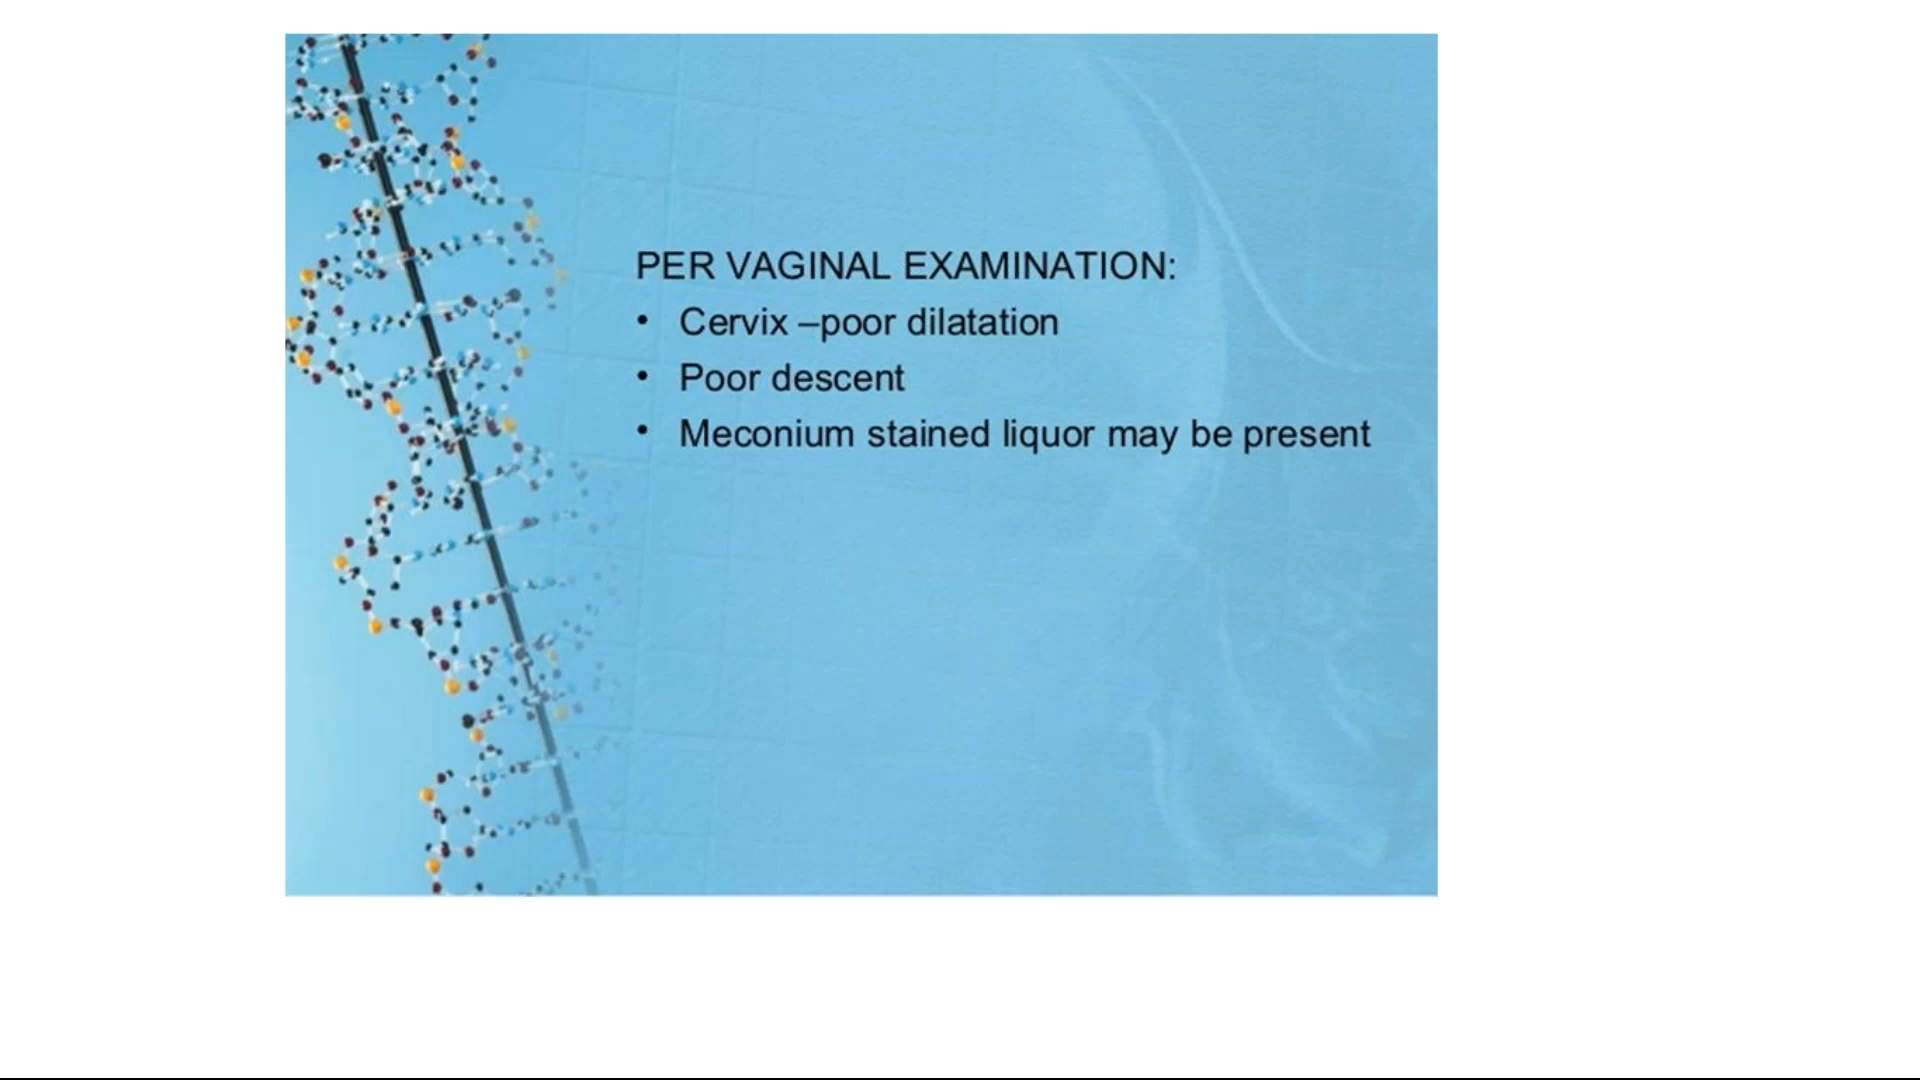 PER VAGINAL EXAMINATION:
• Cervix –poor dilatation
• Poor descent
• Meconium stained liquor may be present